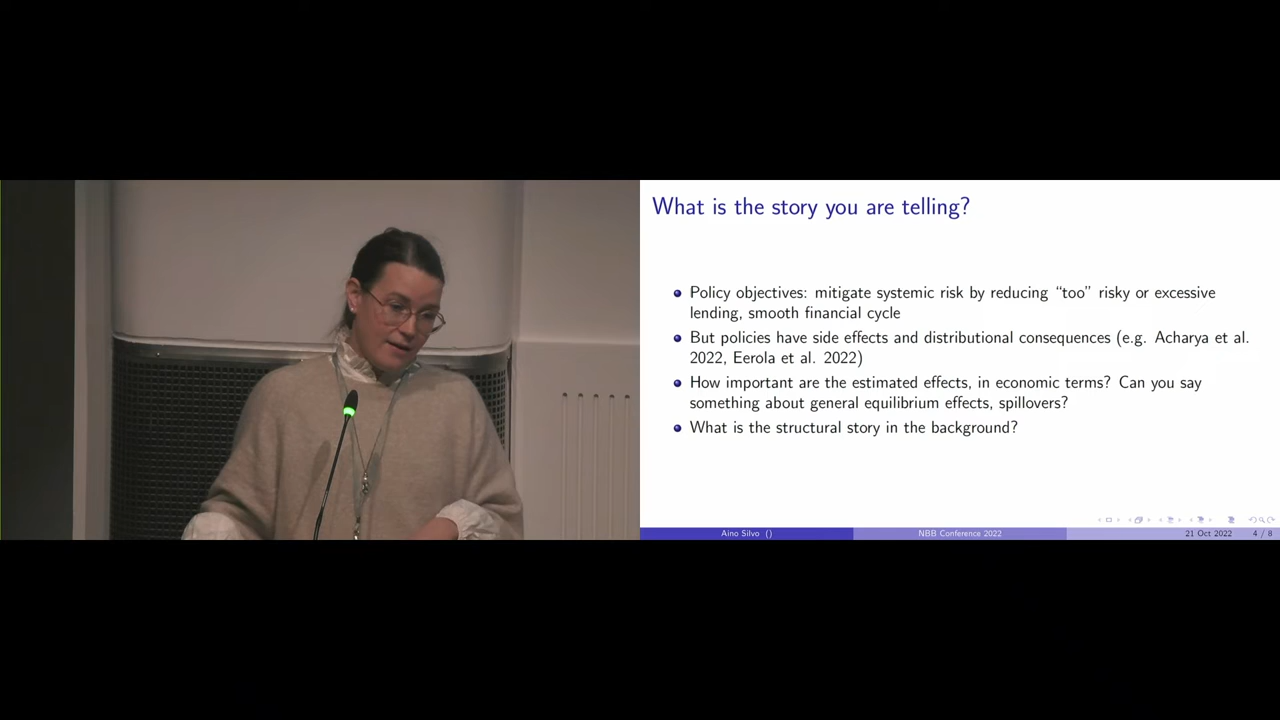 What is the story you are telling?
Policy objectives: mitigate systemic risk by reducing “too” risky or excessive
lending, smooth financial cycle
But policies have side effects and distributional consequences (e.g. Acharya et al.
2022, Eerola et al. 2022)
How important are the estimated effects, in economic terms? Can you say
something about general equilibrium effects, spillovers?
What is the structural story in the background?
Aino Silvo () NBB Conference 2022 21 Oct 2022 4 / 8